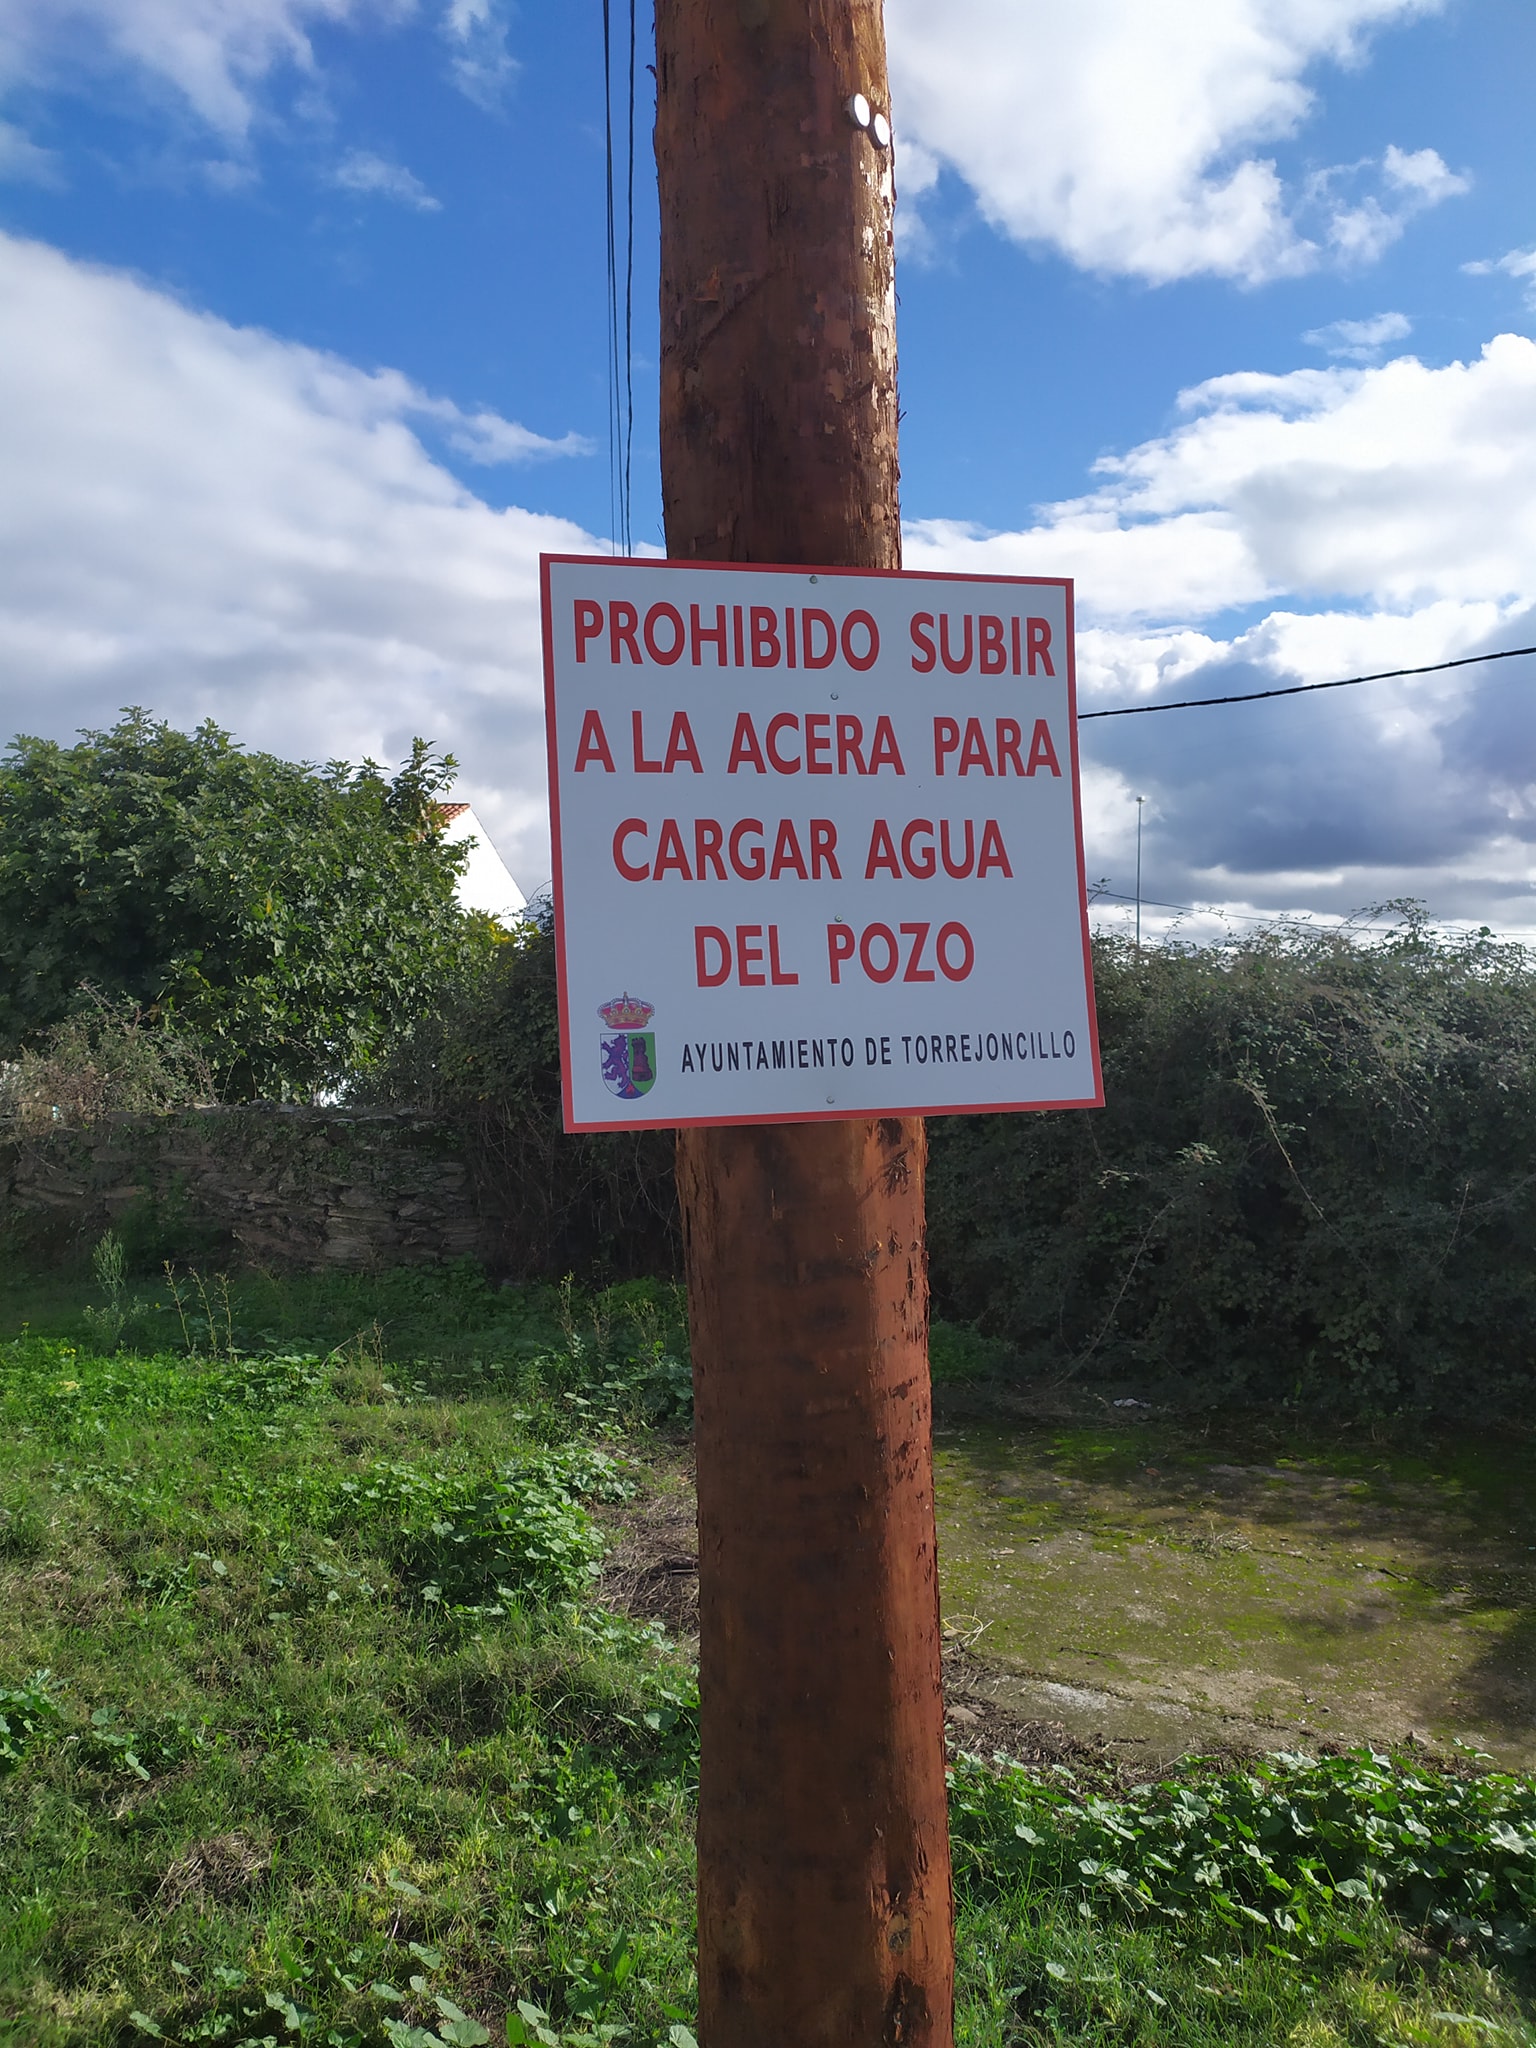 PROHIBIDO SUBIR
A LA ACERA PARA
CARGAR AGUA
DEL POZO
AYUNTAMIENTO DE TORREJONCILLO